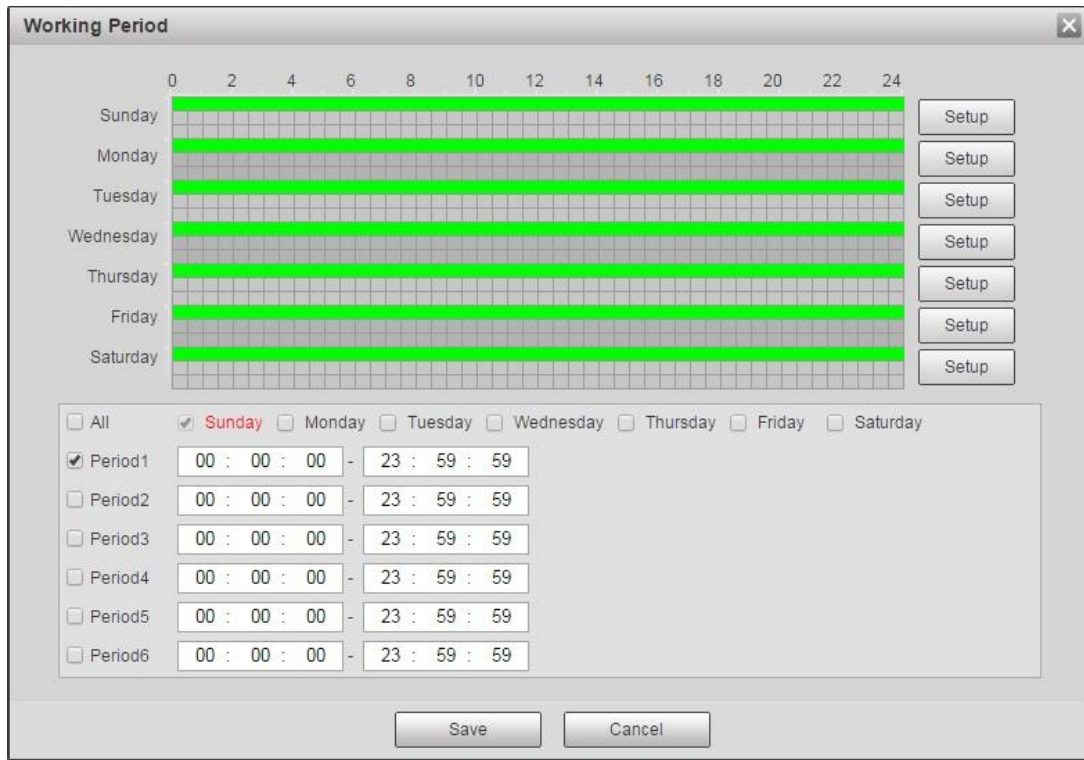 Working Period
0 2 4 6 8 10 12 14 16 18 20 22 24
Sunday Setup
Monday Setup
Tuesday Setup
Wednesday Setup
Thursday Setup
Friday Setup
Saturday Setup
All Sunday Monday Tuesday Wednesday Thursday Friday Saturday
Period1 00 : 00 : 00 - 23 : 59 : 59
Period2 00 : 00 : 00 - 23 : 59 : 59
Period3 00 : 00 : 00 - 23 : 59 : 59
Period4 00 : 00 : 00 - 23 : 59 : 59
Period5 00 : 00 : 00 - 23 : 59 : 59
Period6 00 : 00 : 00 - 23 : 59 : 59
Save Cancel